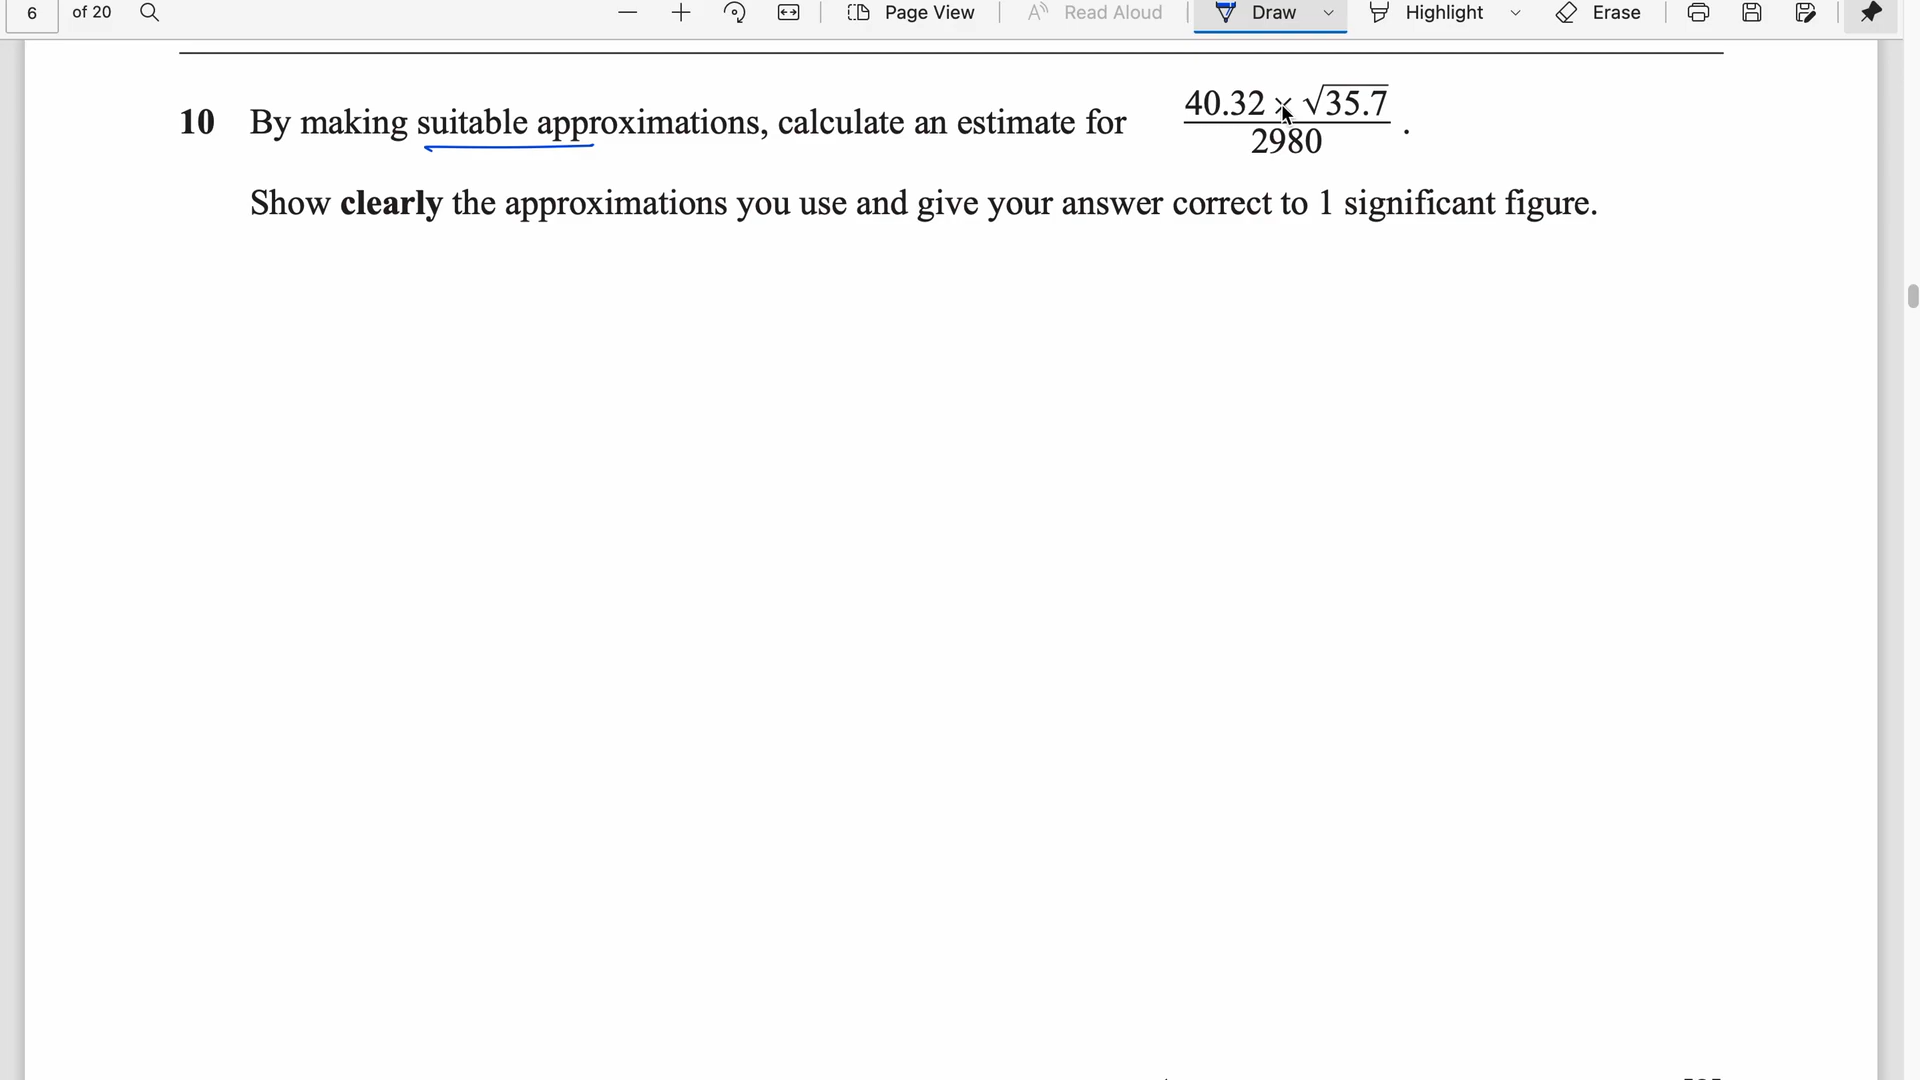 6 of 20 Page View Read Aloud Draw Highlight Erase
10 By making suitable approximations, calculate an estimate for 40.32 × √35.7 / 2980 .
Show clearly the approximations you use and give your answer correct to 1 significant figure.